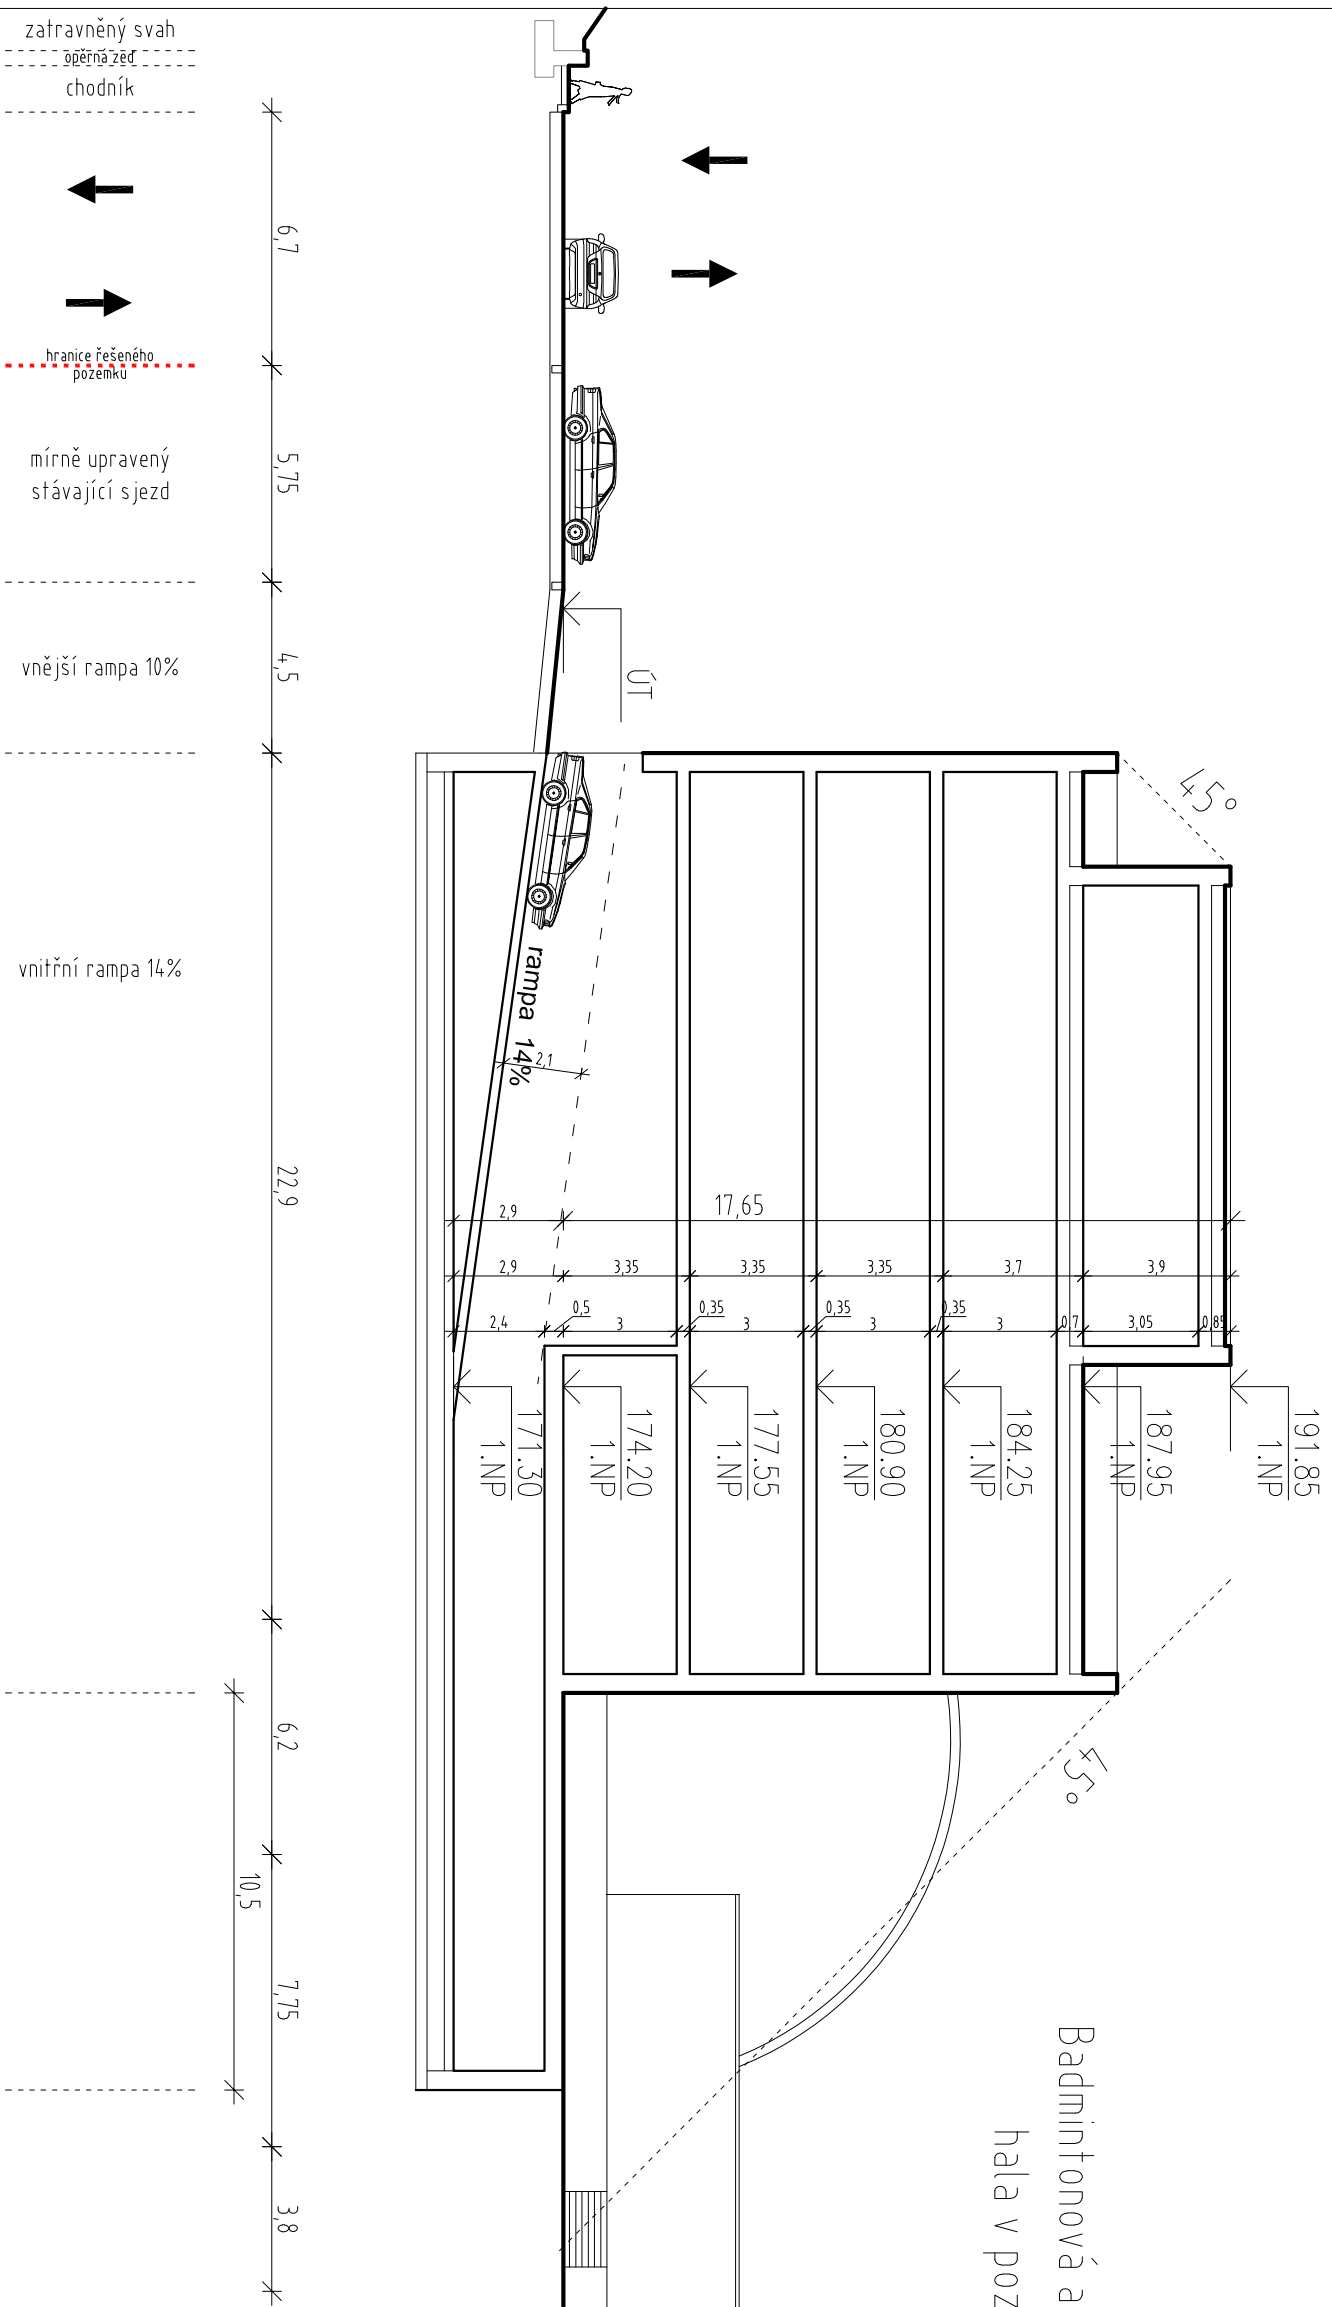 zatravněný svah
opěrná zeď
chodník
6,7
hranice řešeného
pozemku
mírně upravený
stávající sjezd
5,75
vnější rampa 10%
4,5
ÚT
45°
vnitřní rampa 14%
rampa 14%
2,1
22,9
2,9
17,65
2,9
3,35
3,35
3,35
3,7
3,9
2,4
0,5
3
0,35
3
0,35
3
0,35
3
0,7
3,05
0,85
171.30
1.NP
174.20
1.NP
177.55
1.NP
180.90
1.NP
184.25
1.NP
187.95
1.NP
191.85
1.NP
6,2
45°
10,5
7,75
3,8
Badmintonová a
hala v poz